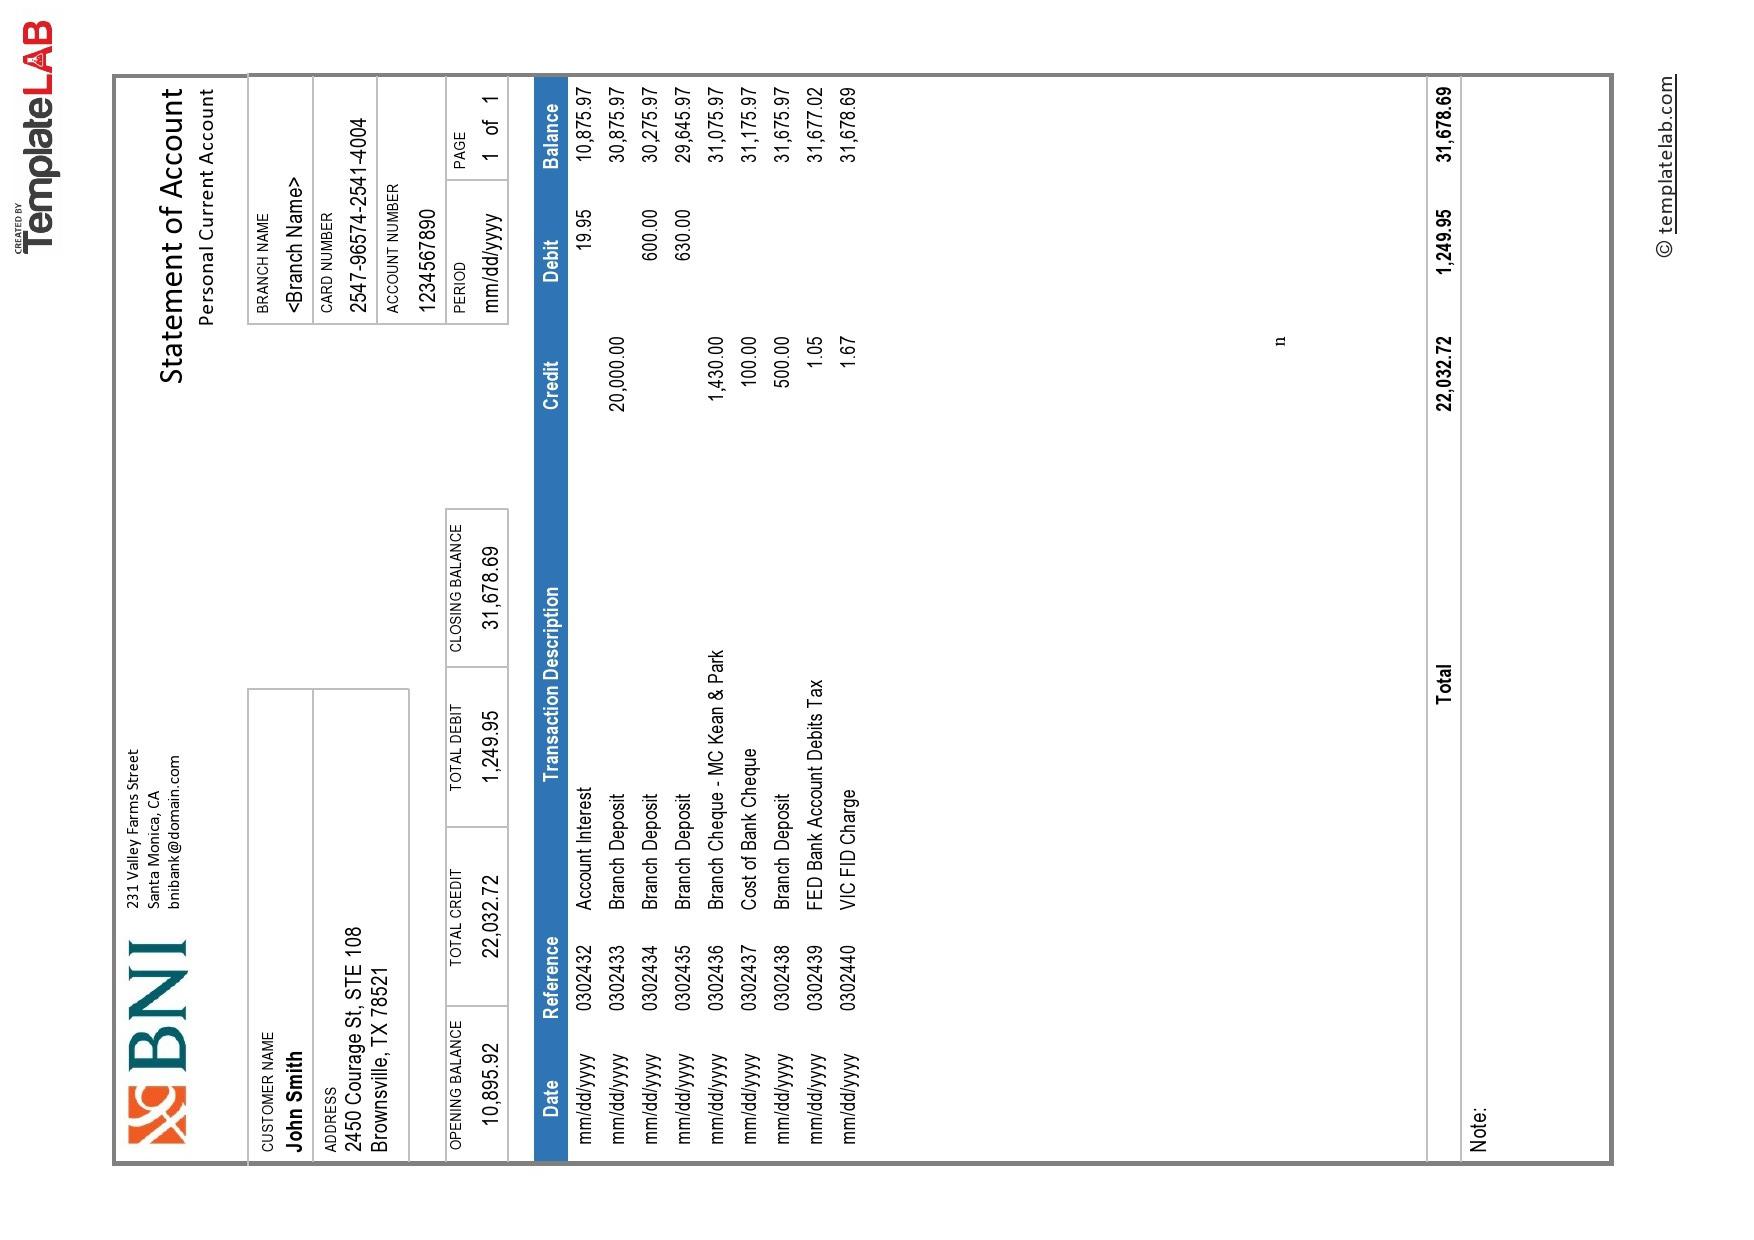 CREATED BY
TemplateLAB
BNI
231 Valley Farms Street
Santa Monica, CA
bnibank@domain.com
Statement of Account
Personal Current Account
CUSTOMER NAME
John Smith
ADDRESS
2450 Courage St, STE 108
Brownsville, TX 78521
BRANCH NAME
<Branch Name>
CARD NUMBER
2547-96574-2541-4004
ACCOUNT NUMBER
1234567890
OPENING BALANCE TOTAL CREDIT TOTAL DEBIT CLOSING BALANCE PERIOD PAGE
10,895.92 22,032.72 1,249.95 31,678.69 mm/dd/yyyy 1 of 1
Date Reference Transaction Description Credit Debit Balance
mm/dd/yyyy 0302432 Account Interest 19.95 10,875.97
mm/dd/yyyy 0302433 Branch Deposit 20,000.00 30,875.97
mm/dd/yyyy 0302434 Branch Deposit 600.00 30,275.97
mm/dd/yyyy 0302435 Branch Deposit 630.00 29,645.97
mm/dd/yyyy 0302436 Branch Cheque - MC Kean & Park 1,430.00 31,075.97
mm/dd/yyyy 0302437 Cost of Bank Cheque 100.00 31,175.97
mm/dd/yyyy 0302438 Branch Deposit 500.00 31,675.97
mm/dd/yyyy 0302439 FED Bank Account Debits Tax 1.05 31,677.02
mm/dd/yyyy 0302440 VIC FID Charge 1.67 31,678.69
n
Total 22,032.72 1,249.95 31,678.69
Note:
© templatelab.com